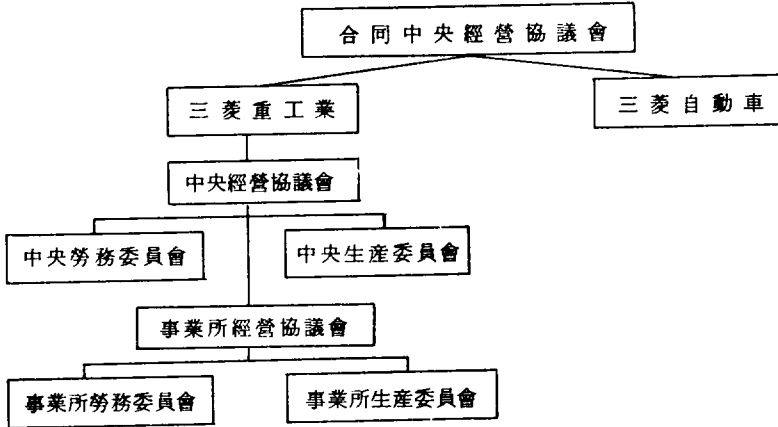 合同中央經營協議會
三菱重工業
三菱自動車
中央經營協議會
中央勞務委員會
中央生産委員會
事業所經營協議會
事業所勞務委員會
事業所生産委員會